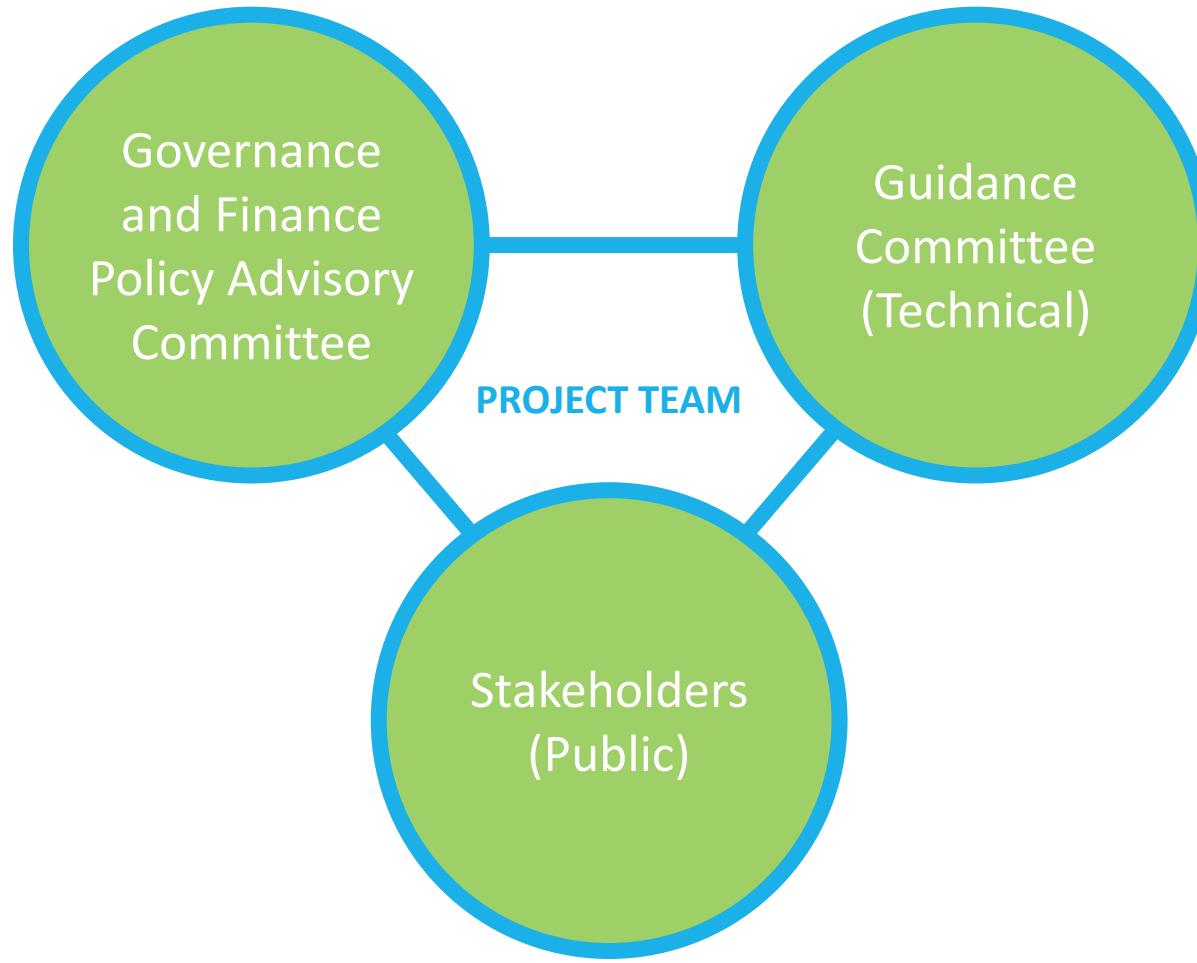 Governance
and Finance
Policy Advisory
Committee
Guidance
Committee
(Technical)
PROJECT TEAM
Stakeholders
(Public)